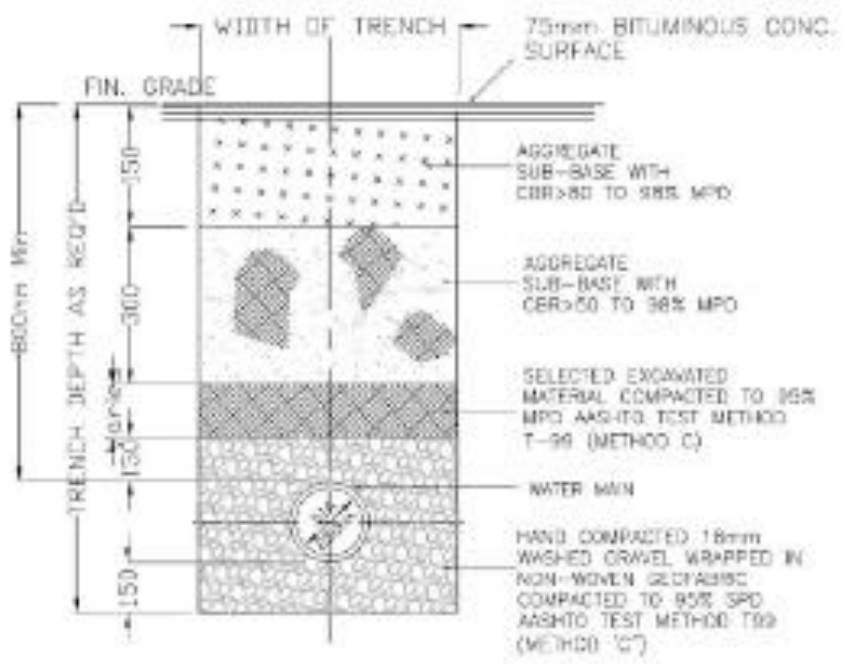 WIDTH OF TRENCH
75mm BITUMINOUS CONC.
SURFACE
FIN. GRADE
150
AGGREGATE
SUB-BASE WITH
CBR>80 TO 98% MPD
800mm Min
TRENCH DEPTH AS REQ'D
300
AGGREGATE
SUB-BASE WITH
CBR>50 TO 98% MPD
Varies
SELECTED EXCAVATED
MATERIAL COMPACTED TO 95%
MPD AASHTO TEST METHOD
T-99 (METHOD C)
150
WATER MAIN
150
HAND COMPACTED 18mm
WASHED GRAVEL WRAPPED IN
NON-WOVEN GEOFABRIC
COMPACTED TO 95% SPD
AASHTO TEST METHOD T99
(METHOD "C")